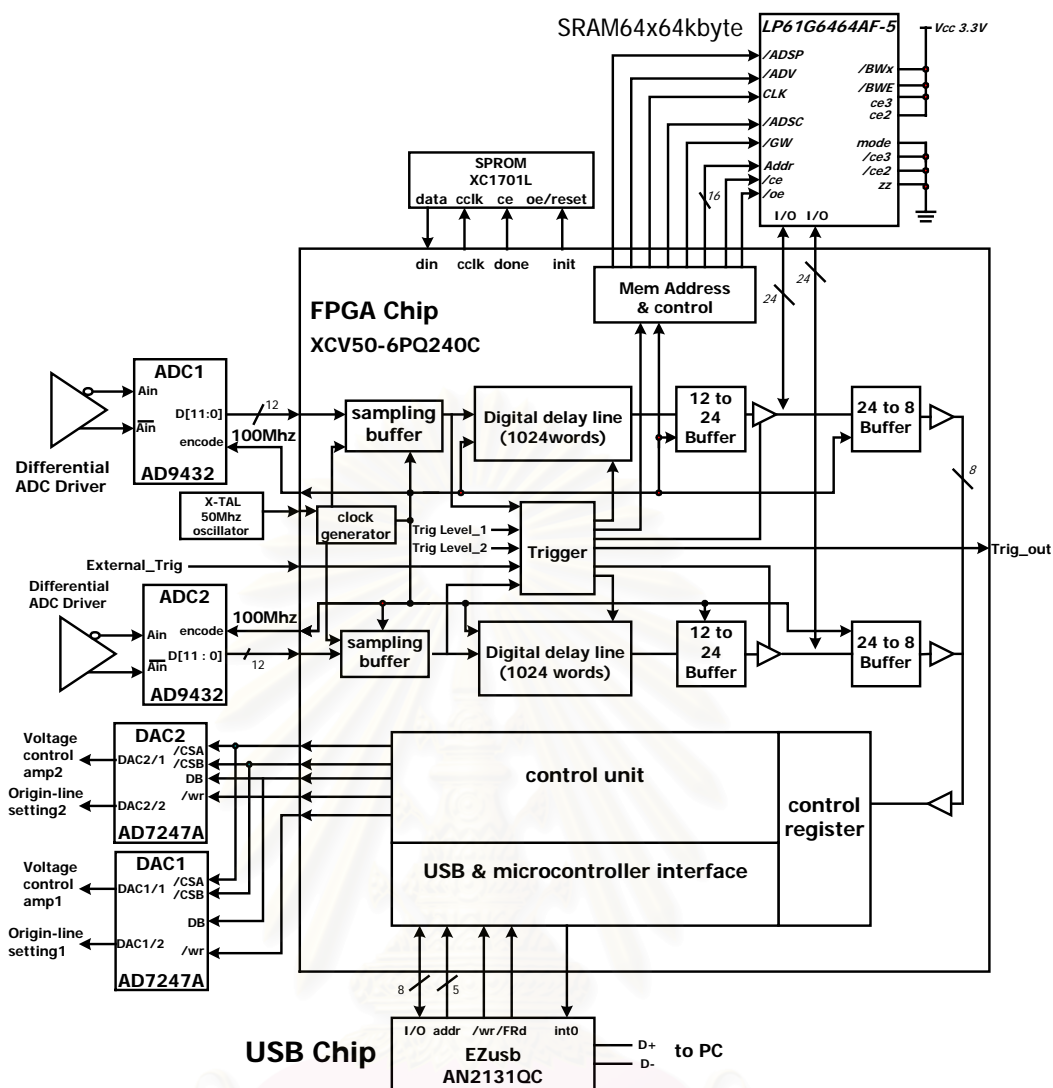 SRAM64x64kbyte
LP61G6464AF-5
Vcc 3.3V
/ADSP
/ADV
CLK
/ADSC
/GW
Addr
/ce
/oe
/BWx
/BWE
ce3
ce2
mode
/ce3
/ce2
zz
I/O I/O
16
24
24
SPROM
XC1701L
data cclk ce oe/reset
din cclk done init
Mem Address
& control
FPGA Chip
XCV50-6PQ240C
ADC1
Ain
Ain
D[11:0]
encode
AD9432
12
100Mhz
Differential
ADC Driver
sampling
buffer
Digital delay line
(1024words)
12 to
24
Buffer
24 to 8
Buffer
8
X-TAL
50Mhz
oscillator
clock
generator
Trig Level_1
Trig Level_2
Trigger
Trig_out
External_Trig
Differential
ADC Driver
ADC2
Ain
Ain
encode
D[11 : 0]
AD9432
100Mhz
12
sampling
buffer
Digital delay line
(1024 words)
12 to
24
Buffer
24 to 8
Buffer
Voltage
control
amp2
Origin-line
setting2
DAC2
DAC2/1
DAC2/2
/CSA
/CSB
DB
/wr
AD7247A
Voltage
control
amp1
Origin-line
setting1
DAC1
DAC1/1
DAC1/2
/CSA
/CSB
DB
/wr
AD7247A
control unit
USB & microcontroller interface
control
register
8
5
I/O addr /wr/FRd int0
USB Chip
EZusb
AN2131QC
D+
D-
to PC